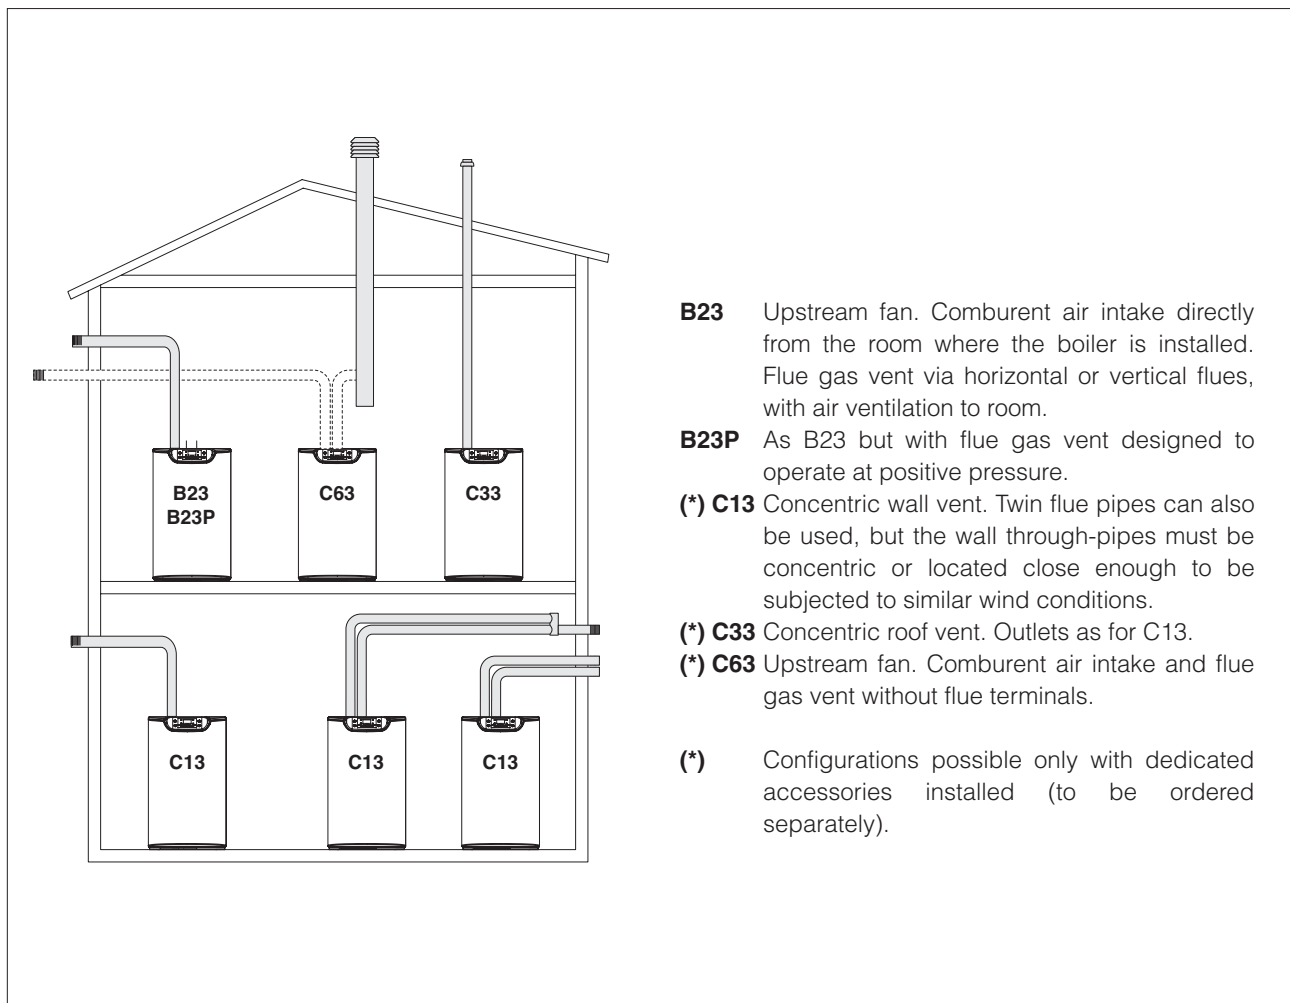 B23
B23P
C63
C33
C13
C13
C13
B23 Upstream fan. Comburent air intake directly
from the room where the boiler is installed.
Flue gas vent via horizontal or vertical flues,
with air ventilation to room.
B23P As B23 but with flue gas vent designed to
operate at positive pressure.
(*) C13 Concentric wall vent. Twin flue pipes can also
be used, but the wall through-pipes must be
concentric or located close enough to be
subjected to similar wind conditions.
(*) C33 Concentric roof vent. Outlets as for C13.
(*) C63 Upstream fan. Comburent air intake and flue
gas vent without flue terminals.
(*) Configurations possible only with dedicated
accessories installed (to be ordered
separately).